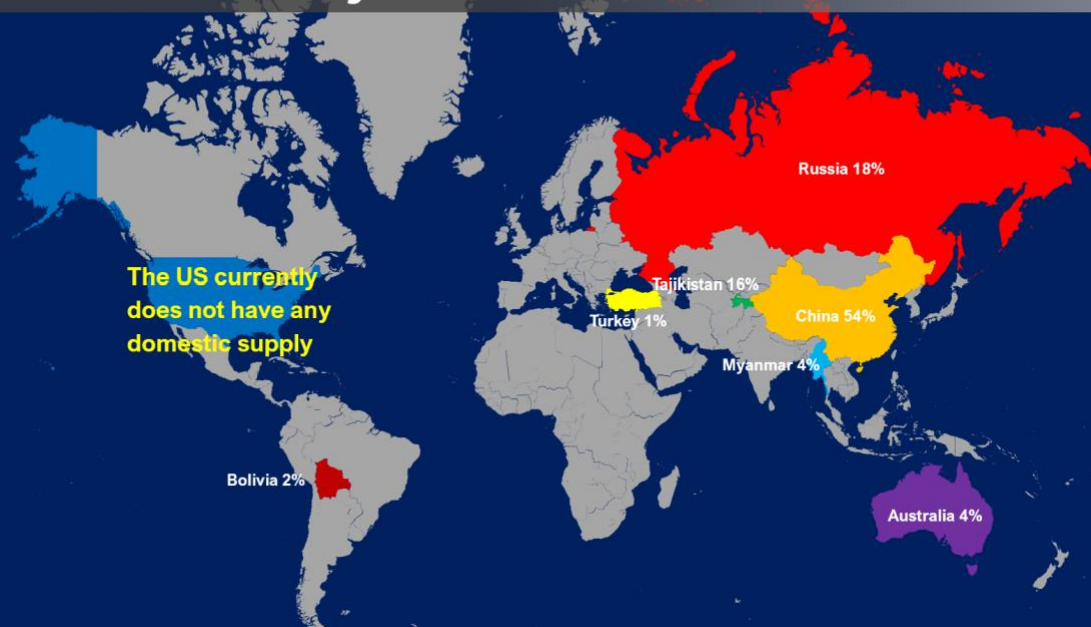 Russia 18%
The US currently
does not have any
domestic supply
Tajikistan 16%
Turkey 1%
China 54%
Myanmar 4%
Bolivia 2%
Australia 4%